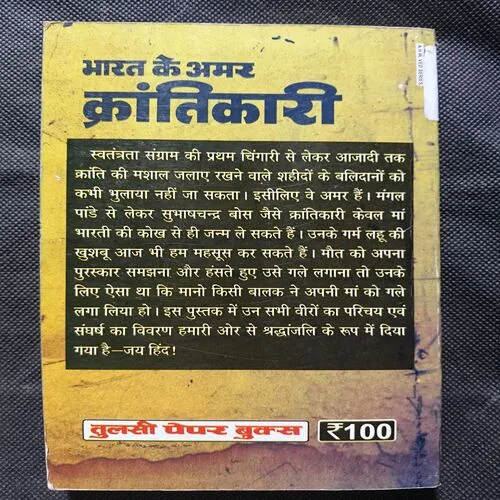 भारत के अमर
क्रांतिकारी
स्वतंत्रता संग्राम की प्रथम चिंगारी से लेकर आजादी तक
क्रांति की मशाल जलाए रखने वाले शहीदों के बलिदानों को
कभी भुलाया नहीं जा सकता। इसीलिए वे अमर हैं। मंगल
पांडे से लेकर सुभाषचन्द्र बोस जैसे क्रांतिकारी केवल मां
भारती की कोख से ही जन्म ले सकते हैं। उनके गर्म लहू की
खुशबू आज भी हम महसूस कर सकते हैं। मौत को अपना
पुरस्कार समझना और हंसते हुए उसे गले लगाना तो उनके
लिए ऐसा था कि मानो किसी बालक ने अपनी मां को गले
लगा लिया हो। इस पुस्तक में उन सभी वीरों का परिचय एवं
संघर्ष का विवरण हमारी ओर से श्रद्धांजलि के रूप में दिया
गया है—जय हिंद!
तुलसी पेपर बुक्स
₹100